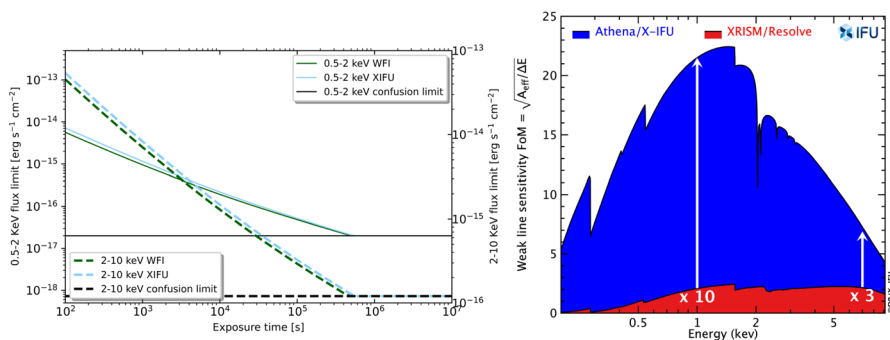 0.5-2 keV WFI
0.5-2 keV XIFU
0.5-2 keV confusion limit
2-10 keV WFI
2-10 keV XIFU
2-10 keV confusion limit
10⁻¹³
10⁻¹⁴
10⁻¹⁵
10⁻¹⁶
10⁻¹⁷
10⁻¹⁸
0.5-2 KeV flux limit [erg s⁻¹ cm⁻²]
10² 10³ 10⁴ 10⁵ 10⁶ 10⁷
Exposure time [s]
10⁻¹³
10⁻¹⁴
10⁻¹⁵
10⁻¹⁶
2-10 keV flux limit [erg s⁻¹ cm⁻²]
Athena/X-IFU XRISM/Resolve IFU
25
20
15
10
5
0
Weak line sensitivity FoM = √A_eff/ΔE
x 10 x 3
0.5 1 2 5
Energy (kev)